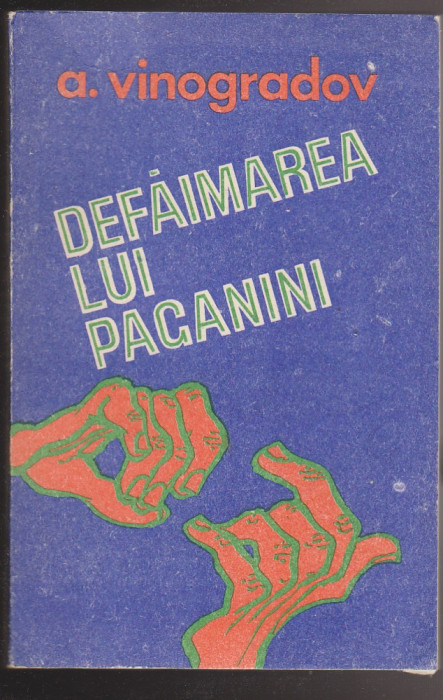 a. vinogradov
DEFĂIMAREA
LUI
PAGANINI